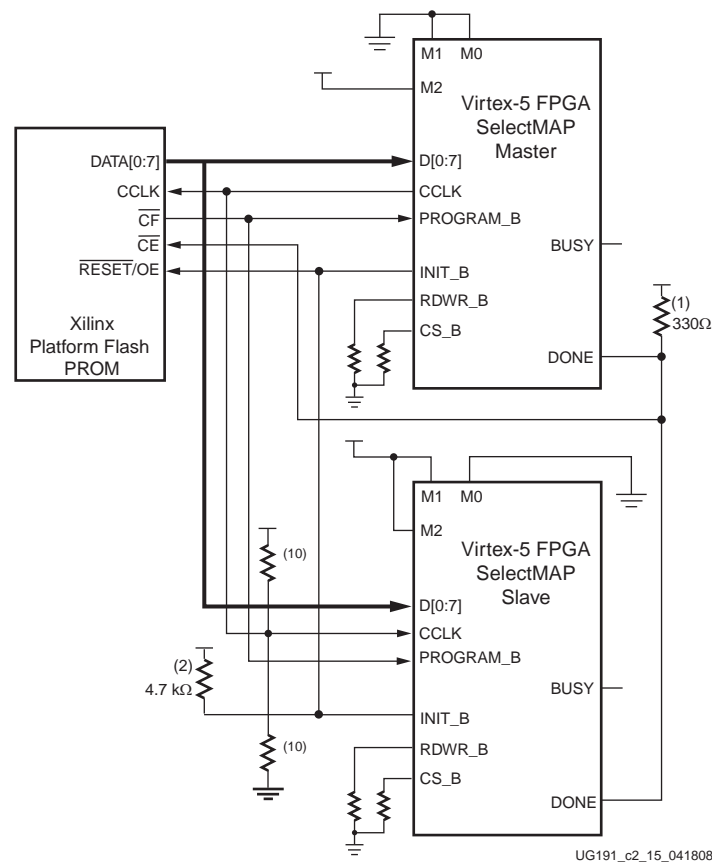 M1 M0
M2
Virtex-5 FPGA
SelectMAP
Master
DATA[0:7]
D[0:7]
CCLK
CCLK
CF
PROGRAM_B
CE
BUSY
RESET/OE
INIT_B
RDWR_B
(1)
330Ω
CS_B
Xilinx
Platform Flash
PROM
DONE
M1 M0
M2
Virtex-5 FPGA
SelectMAP
Slave
(10)
D[0:7]
CCLK
PROGRAM_B
(2)
4.7 kΩ
BUSY
INIT_B
(10)
RDWR_B
CS_B
DONE
UG191_c2_15_041808